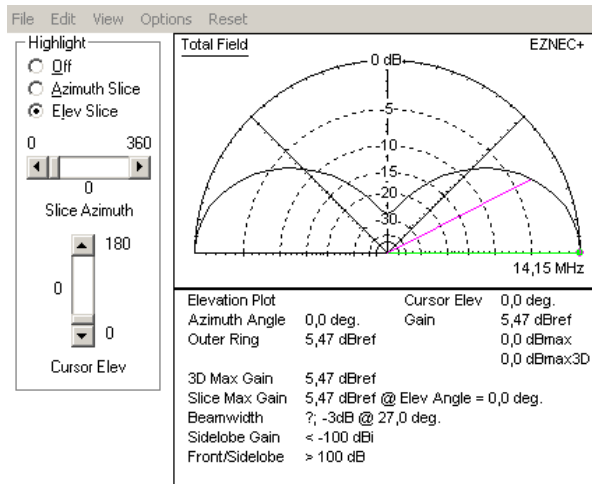 File Edit View Options Reset
Highlight
Off
Azimuth Slice
Elev Slice
0 360
0
Slice Azimuth
180
0
0
Cursor Elev
Total Field EZNEC+
0 dB
-5
-10
-15
-20
-30
14,15 MHz
Elevation Plot Cursor Elev 0,0 deg.
Azimuth Angle 0,0 deg. Gain 5,47 dBref
Outer Ring 5,47 dBref 0,0 dBmax
0,0 dBmax3D
3D Max Gain 5,47 dBref
Slice Max Gain 5,47 dBref @ Elev Angle = 0,0 deg.
Beamwidth ?; -3dB @ 27,0 deg.
Sidelobe Gain < -100 dBi
Front/Sidelobe > 100 dB